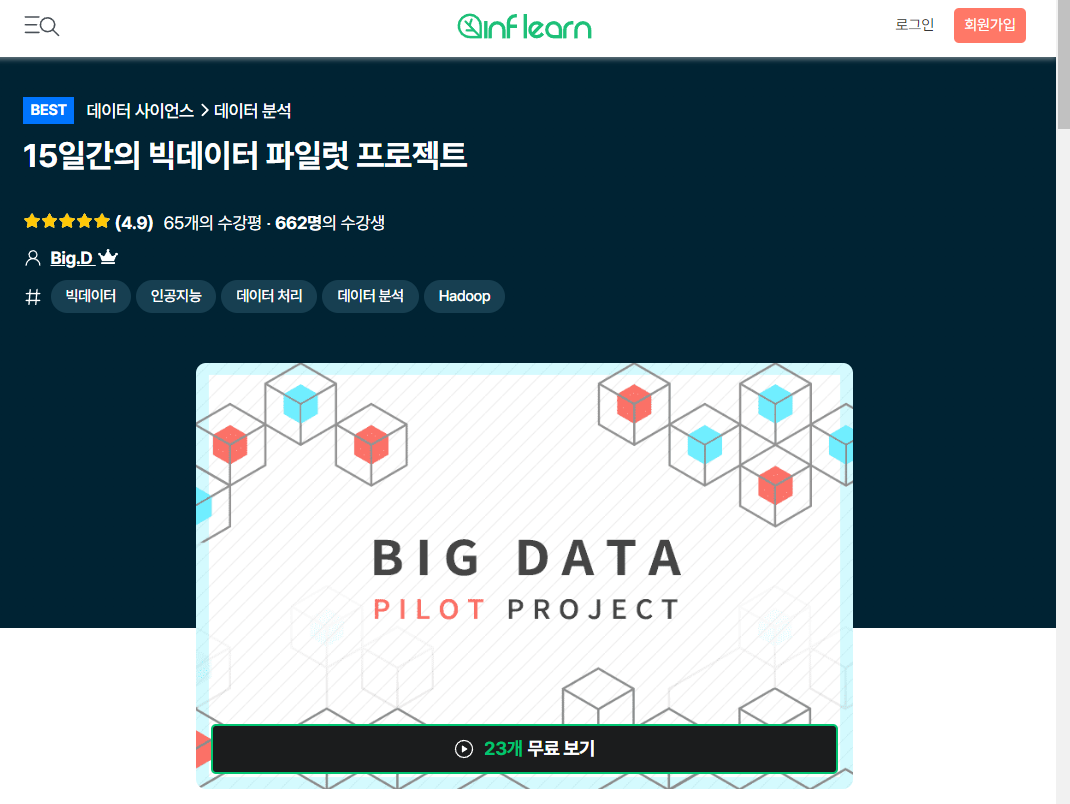 inflearn
로그인
회원가입
BEST 데이터 사이언스 > 데이터 분석
15일간의 빅데이터 파일럿 프로젝트
(4.9) 65개의 수강평 · 662명의 수강생
Big.D
# 빅데이터 인공지능 데이터 처리 데이터 분석 Hadoop
BIG DATA
PILOT PROJECT
23개 무료 보기